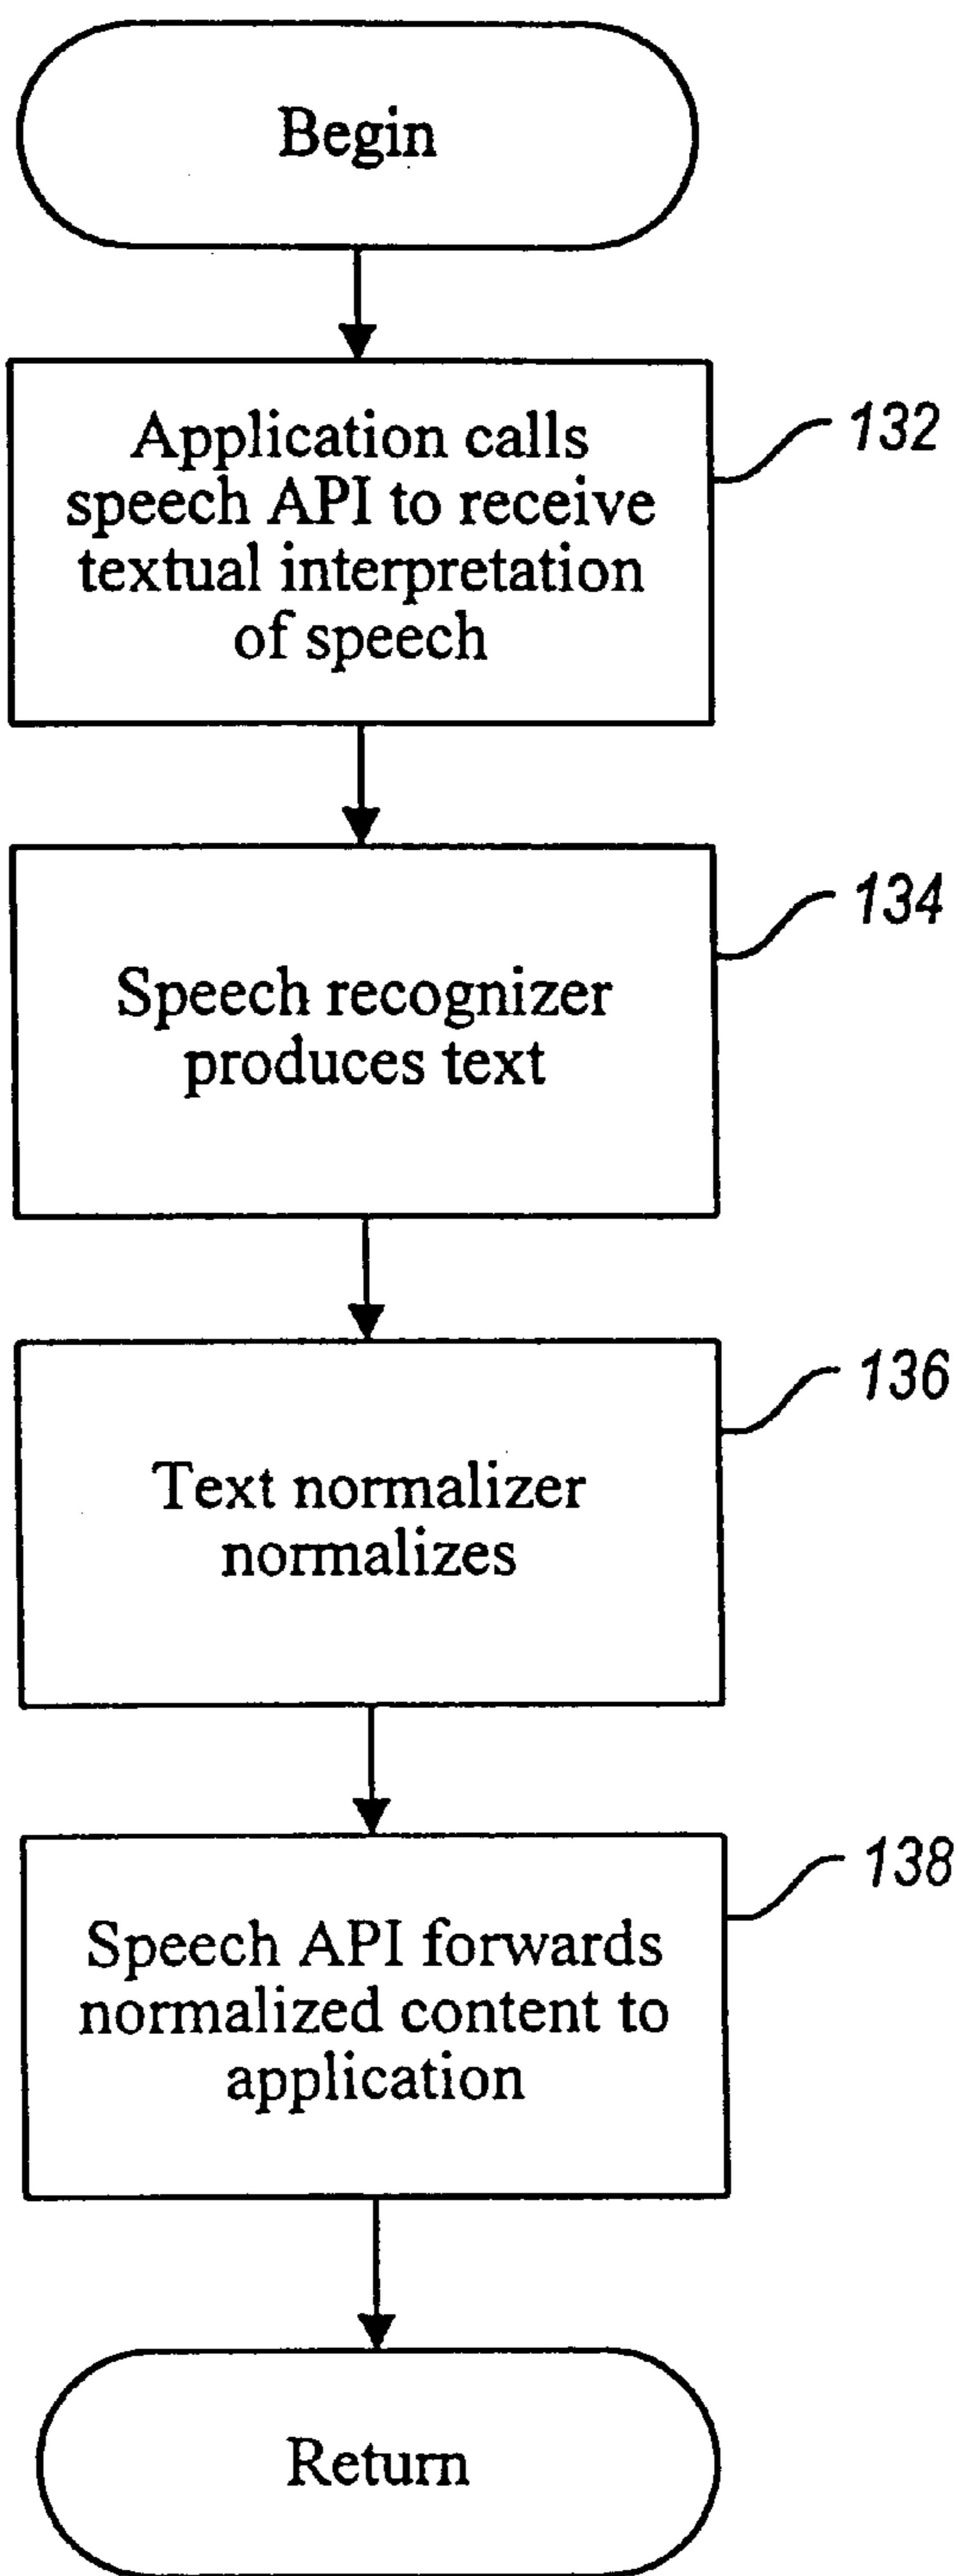 Begin
Application calls
speech API to receive
textual interpretation
of speech
132
Speech recognizer
produces text
134
Text normalizer
normalizes
136
Speech API forwards
normalized content to
application
138
Return